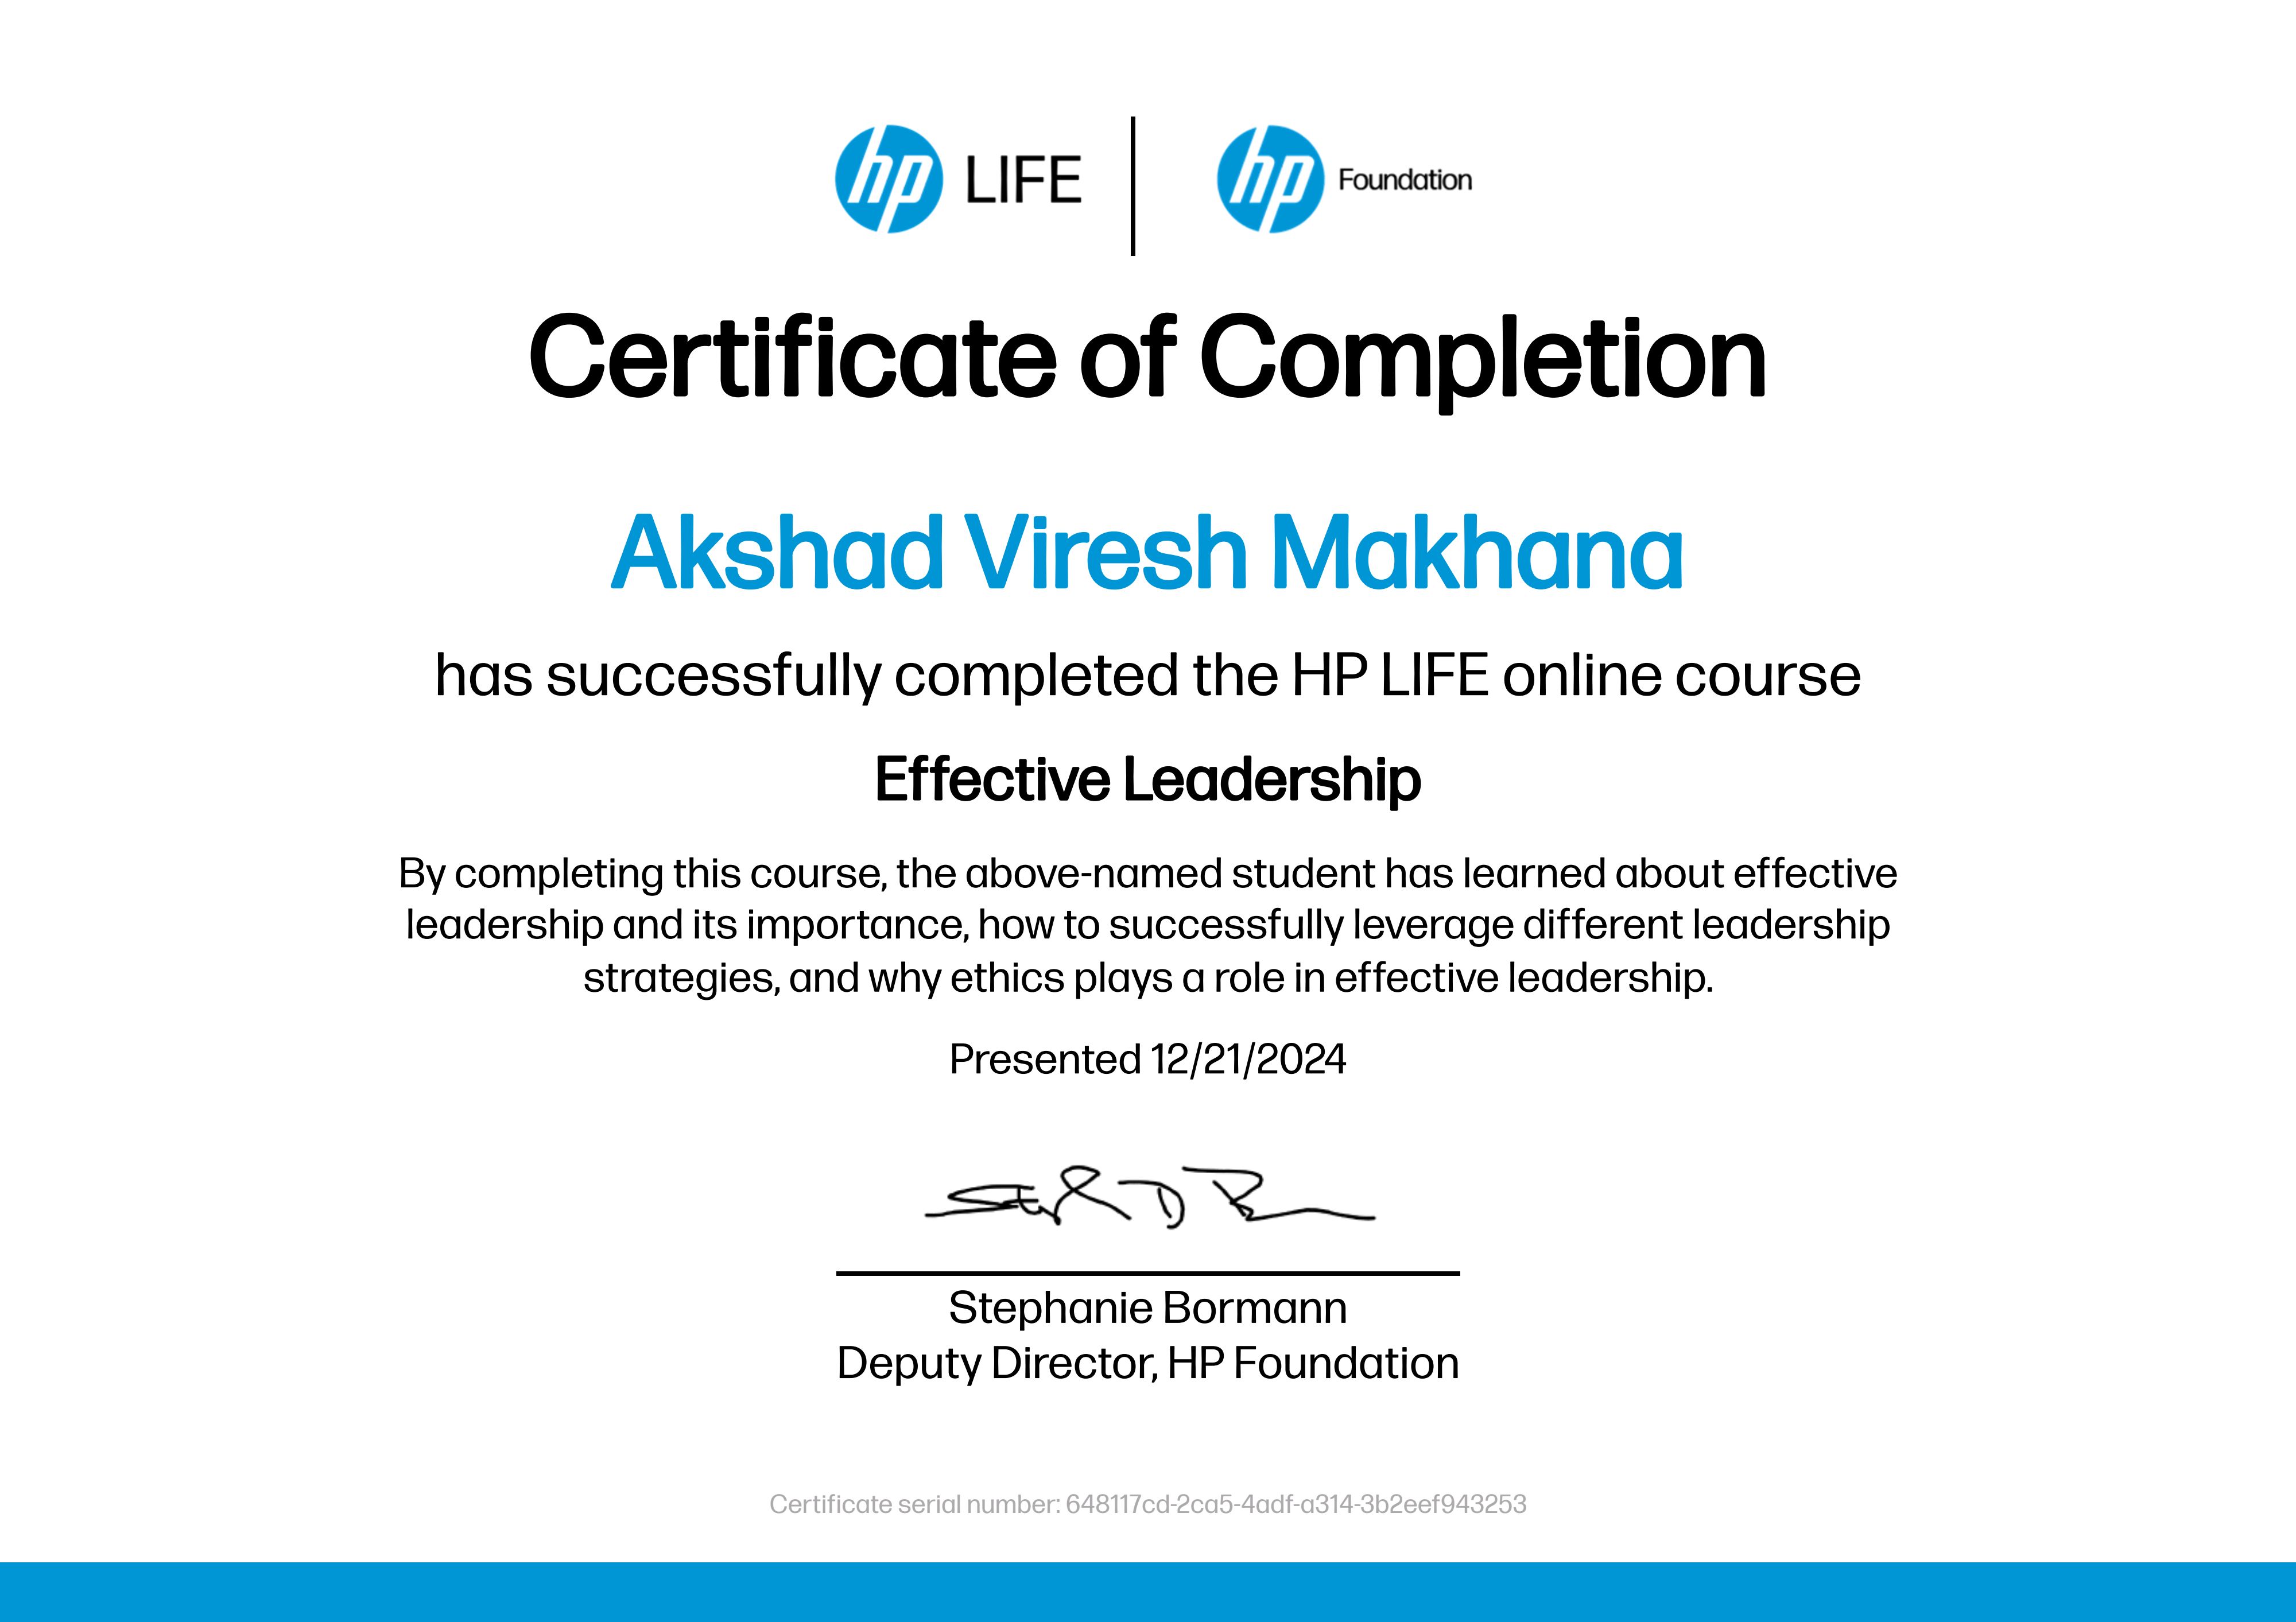 hp LIFE | hp Foundation
Certificate of Completion
Akshad Viresh Makhana
has successfully completed the HP LIFE online course
Effective Leadership
By completing this course, the above-named student has learned about effective
leadership and its importance, how to successfully leverage different leadership
strategies, and why ethics plays a role in effective leadership.
Presented 12/21/2024
Stephanie Bormann
Deputy Director, HP Foundation
Certificate serial number: 648117cd-2ca5-4adf-a314-3b2eef943253